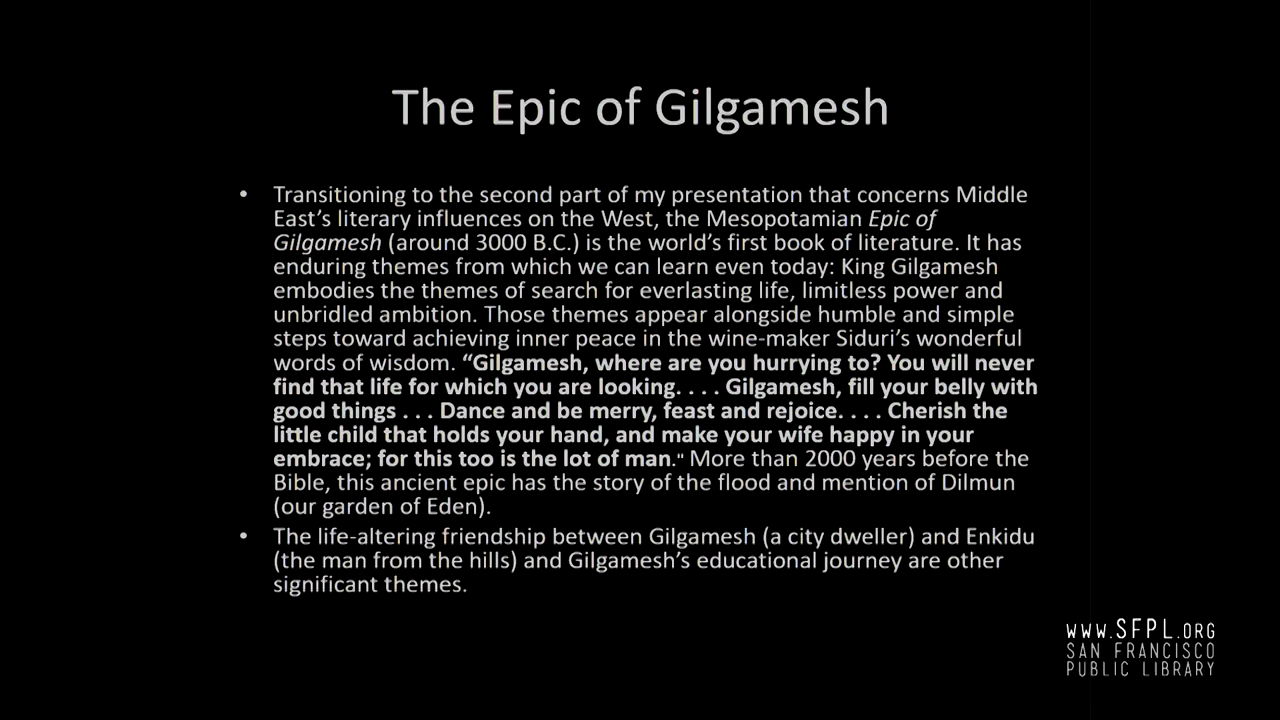 The Epic of Gilgamesh
• Transitioning to the second part of my presentation that concerns Middle
East’s literary influences on the West, the Mesopotamian Epic of
Gilgamesh (around 3000 B.C.) is the world’s first book of literature. It has
enduring themes from which we can learn even today: King Gilgamesh
embodies the themes of search for everlasting life, limitless power and
unbridled ambition. Those themes appear alongside humble and simple
steps toward achieving inner peace in the wine-maker Siduri’s wonderful
words of wisdom. “Gilgamesh, where are you hurrying to? You will never
find that life for which you are looking. . . . Gilgamesh, fill your belly with
good things . . . Dance and be merry, feast and rejoice. . . . Cherish the
little child that holds your hand, and make your wife happy in your
embrace; for this too is the lot of man." More than 2000 years before the
Bible, this ancient epic has the story of the flood and mention of Dilmun
(our garden of Eden).
• The life-altering friendship between Gilgamesh (a city dweller) and Enkidu
(the man from the hills) and Gilgamesh’s educational journey are other
significant themes.
WWW.SFPL.ORG
SAN FRANCISCO
PUBLIC LIBRARY